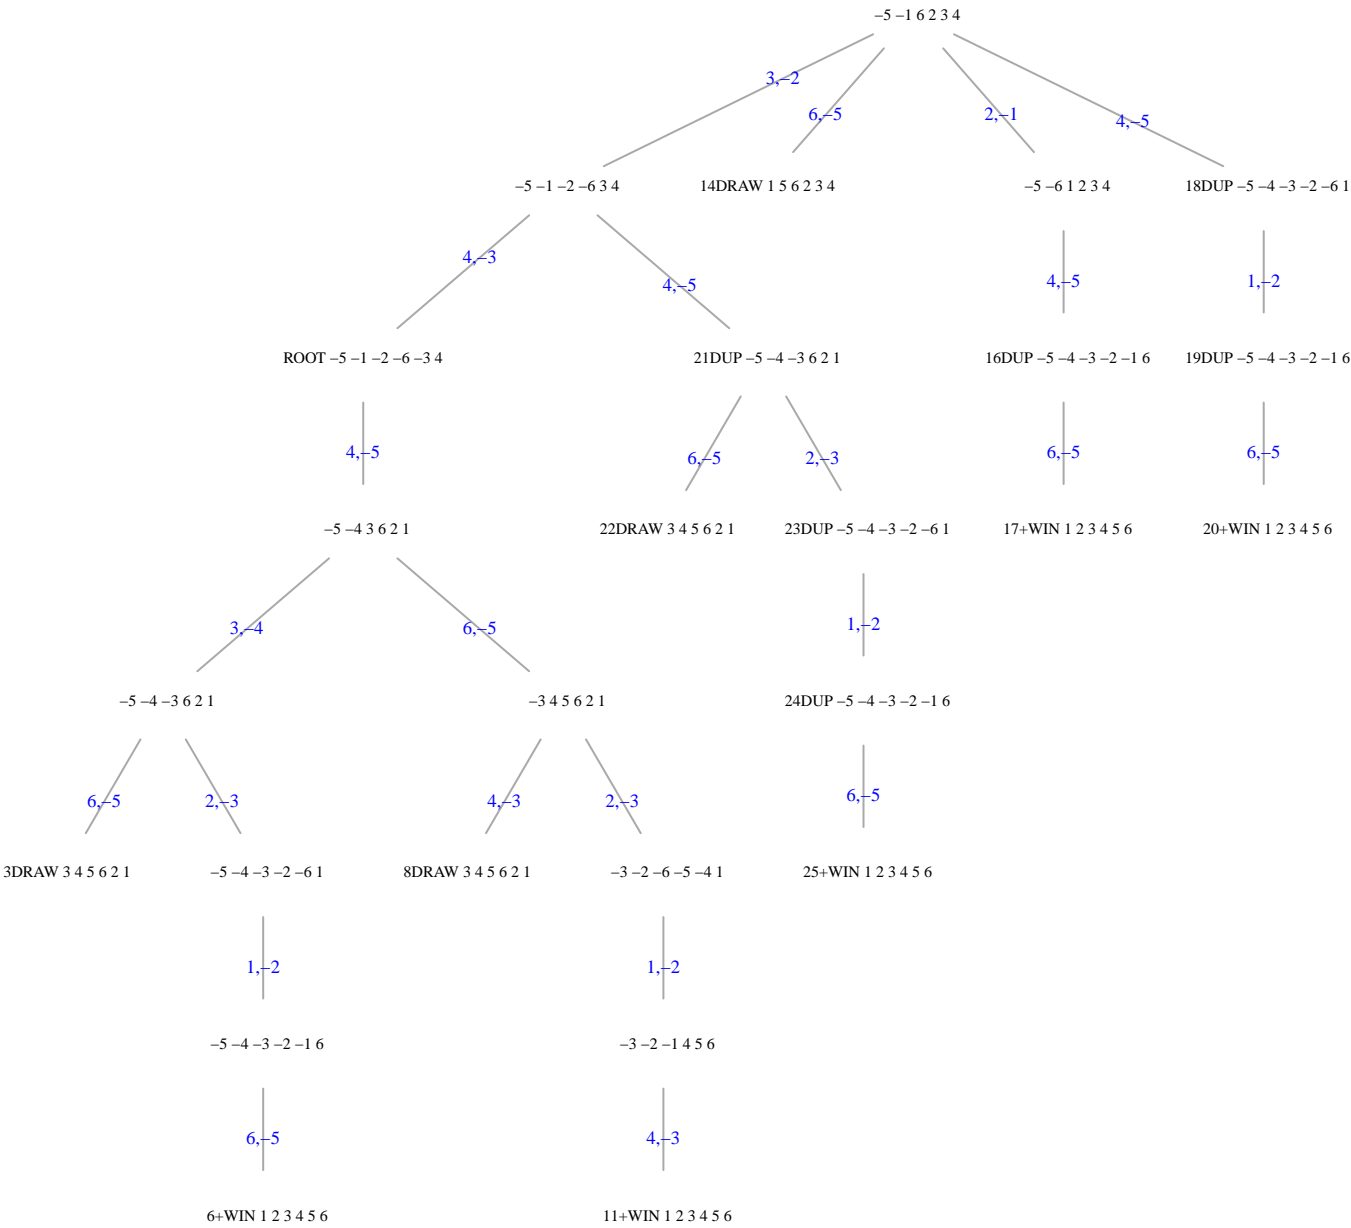 −5 −1 6 2 3 4
3,−2
6,−5
2,−1
4,−5
−5 −1 −2 −6 3 4
14DRAW 1 5 6 2 3 4
−5 −6 1 2 3 4
18DUP −5 −4 −3 −2 −6 1
4,−3
4,−5
4,−5
1,−2
ROOT −5 −1 −2 −6 −3 4
21DUP −5 −4 −3 6 2 1
16DUP −5 −4 −3 −2 −1 6
19DUP −5 −4 −3 −2 −1 6
4,−5
6,−5
2,−3
6,−5
6,−5
−5 −4 3 6 2 1
22DRAW 3 4 5 6 2 1
23DUP −5 −4 −3 −2 −6 1
17+WIN 1 2 3 4 5 6
20+WIN 1 2 3 4 5 6
3,−4
6,−5
1,−2
−5 −4 −3 6 2 1
−3 4 5 6 2 1
24DUP −5 −4 −3 −2 −1 6
6,−5
2,−3
4,−3
2,−3
6,−5
3DRAW 3 4 5 6 2 1
−5 −4 −3 −2 −6 1
8DRAW 3 4 5 6 2 1
−3 −2 −6 −5 −4 1
25+WIN 1 2 3 4 5 6
1,−2
1,−2
−5 −4 −3 −2 −1 6
−3 −2 −1 4 5 6
6,−5
4,−3
6+WIN 1 2 3 4 5 6
11+WIN 1 2 3 4 5 6